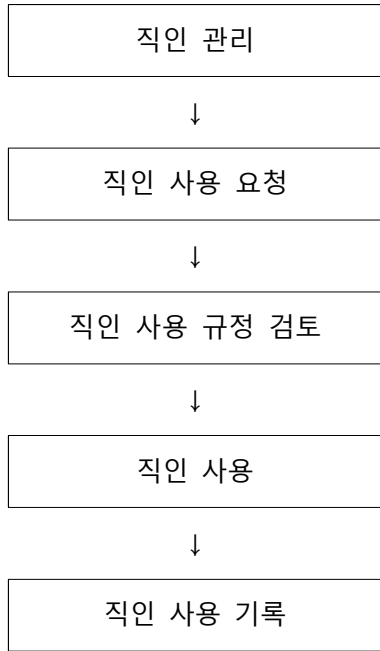 직인 관리
↓
직인 사용 요청
↓
직인 사용 규정 검토
↓
직인 사용
↓
직인 사용 기록